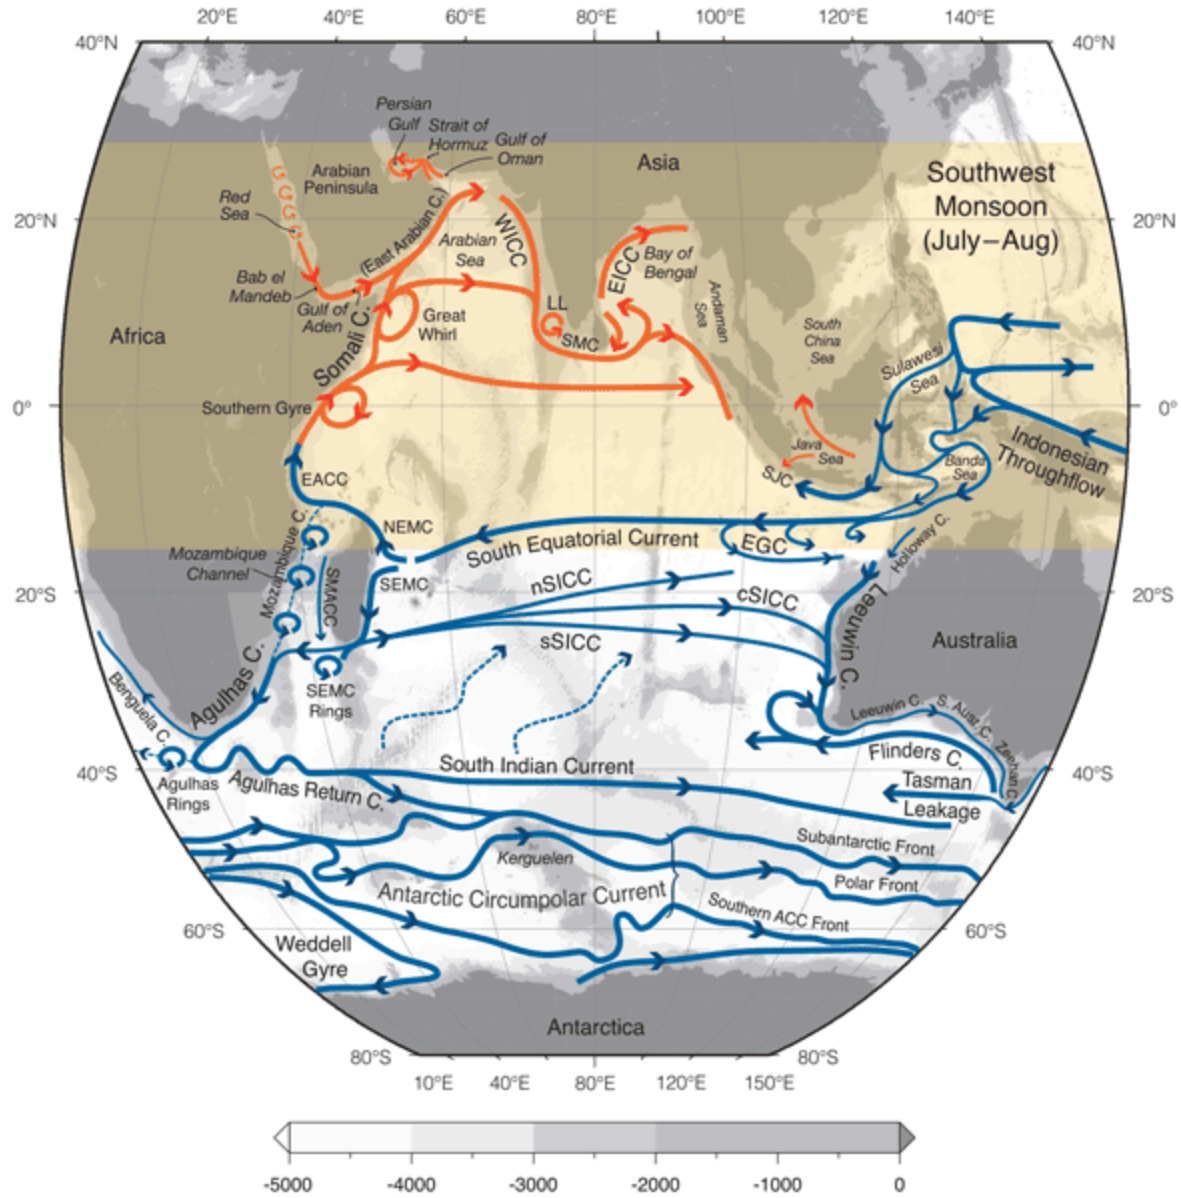 20°E 40°E 60°E 80°E 100°E 120°E 140°E
40°N 40°N
Persian
Gulf
Strait of
Hormuz
Gulf of
Oman
Arabian
Peninsula
Asia
Southwest
Monsoon
(July–Aug)
Red
Sea
20°N 20°N
(East Arabian C.)
WICC
Arabian
Sea
EICC
Bay of
Bengal
Bab el
Mandeb
Gulf of
Aden
Andaman
Sea
LL
SMC
Great
Whirl
Africa
Somali C.
South
China
Sea
Sulawesi
Sea
Southern Gyre
0° 0°
Indonesian
Throughflow
Java
Sea
Banda
Sea
SJC
EACC
NEMC
South Equatorial Current
EGC
Holloway C.
Mozambique
Channel
Mozambique C.
SMACC
SEMC
nSICC
cSICC
sSICC
Leeuwin C.
20°S 20°S
Australia
Agulhas C.
SEMC
Rings
Benguela C.
Leeuwin C.
S. Aust. C.
Zeehan C.
Flinders C.
South Indian Current
40°S 40°S
Agulhas
Rings
Agulhas Return C.
Tasman
Leakage
Subantarctic Front
Kerguelen
Polar Front
Antarctic Circumpolar Current
Southern ACC Front
60°S 60°S
Weddell
Gyre
Antarctica
80°S 80°S
10°E 40°E 80°E 120°E 150°E
-5000 -4000 -3000 -2000 -1000 0